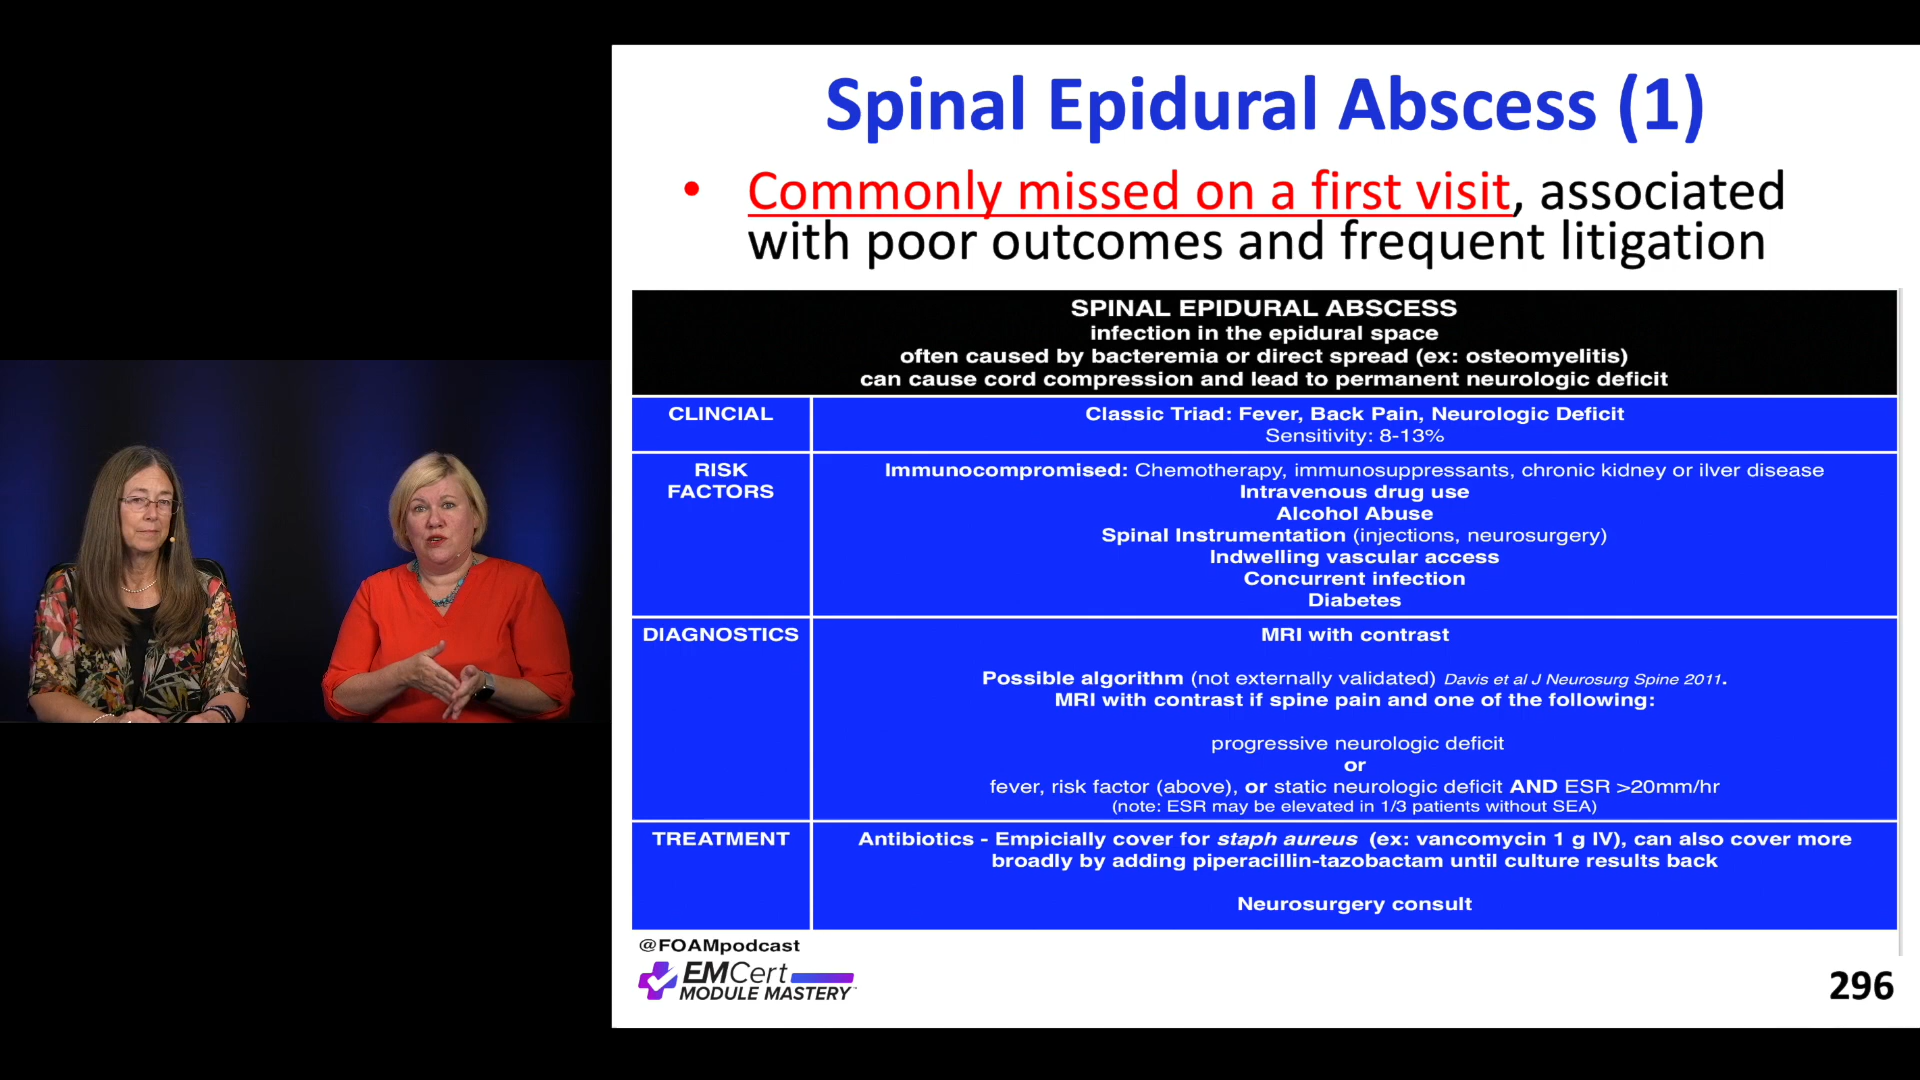 Spinal Epidural Abscess (1)
• Commonly missed on a first visit, associated
with poor outcomes and frequent litigation
SPINAL EPIDURAL ABSCESS
infection in the epidural space
often caused by bacteremia or direct spread (ex: osteomyelitis)
can cause cord compression and lead to permanent neurologic deficit
CLINCIAL
Classic Triad: Fever, Back Pain, Neurologic Deficit
Sensitivity: 8-13%
RISK
FACTORS
Immunocompromised: Chemotherapy, immunosuppressants, chronic kidney or ilver disease
Intravenous drug use
Alcohol Abuse
Spinal Instrumentation (injections, neurosurgery)
Indwelling vascular access
Concurrent infection
Diabetes
DIAGNOSTICS
MRI with contrast
Possible algorithm (not externally validated) Davis et al J Neurosurg Spine 2011.
MRI with contrast if spine pain and one of the following:
progressive neurologic deficit
or
fever, risk factor (above), or static neurologic deficit AND ESR >20mm/hr
(note: ESR may be elevated in 1/3 patients without SEA)
TREATMENT
Antibiotics - Empicially cover for staph aureus (ex: vancomycin 1 g IV), can also cover more
broadly by adding piperacillin-tazobactam until culture results back
Neurosurgery consult
@FOAMpodcast
EMCert
MODULE MASTERY
296